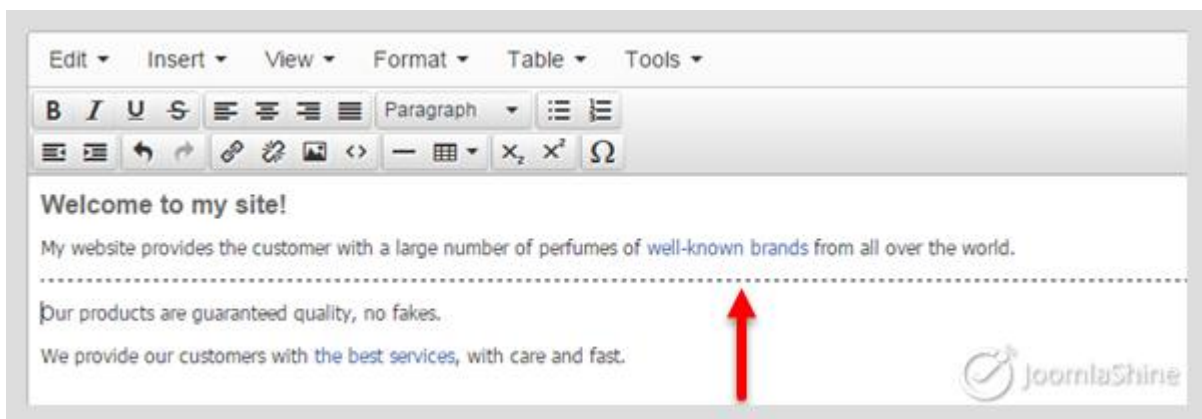 Edit Insert View Format Table Tools
B I U S Paragraph
x₂ x² Ω
Welcome to my site!
My website provides the customer with a large number of perfumes of well-known brands from all over the world.
Our products are guaranteed quality, no fakes.
We provide our customers with the best services, with care and fast.
JoomlaShine